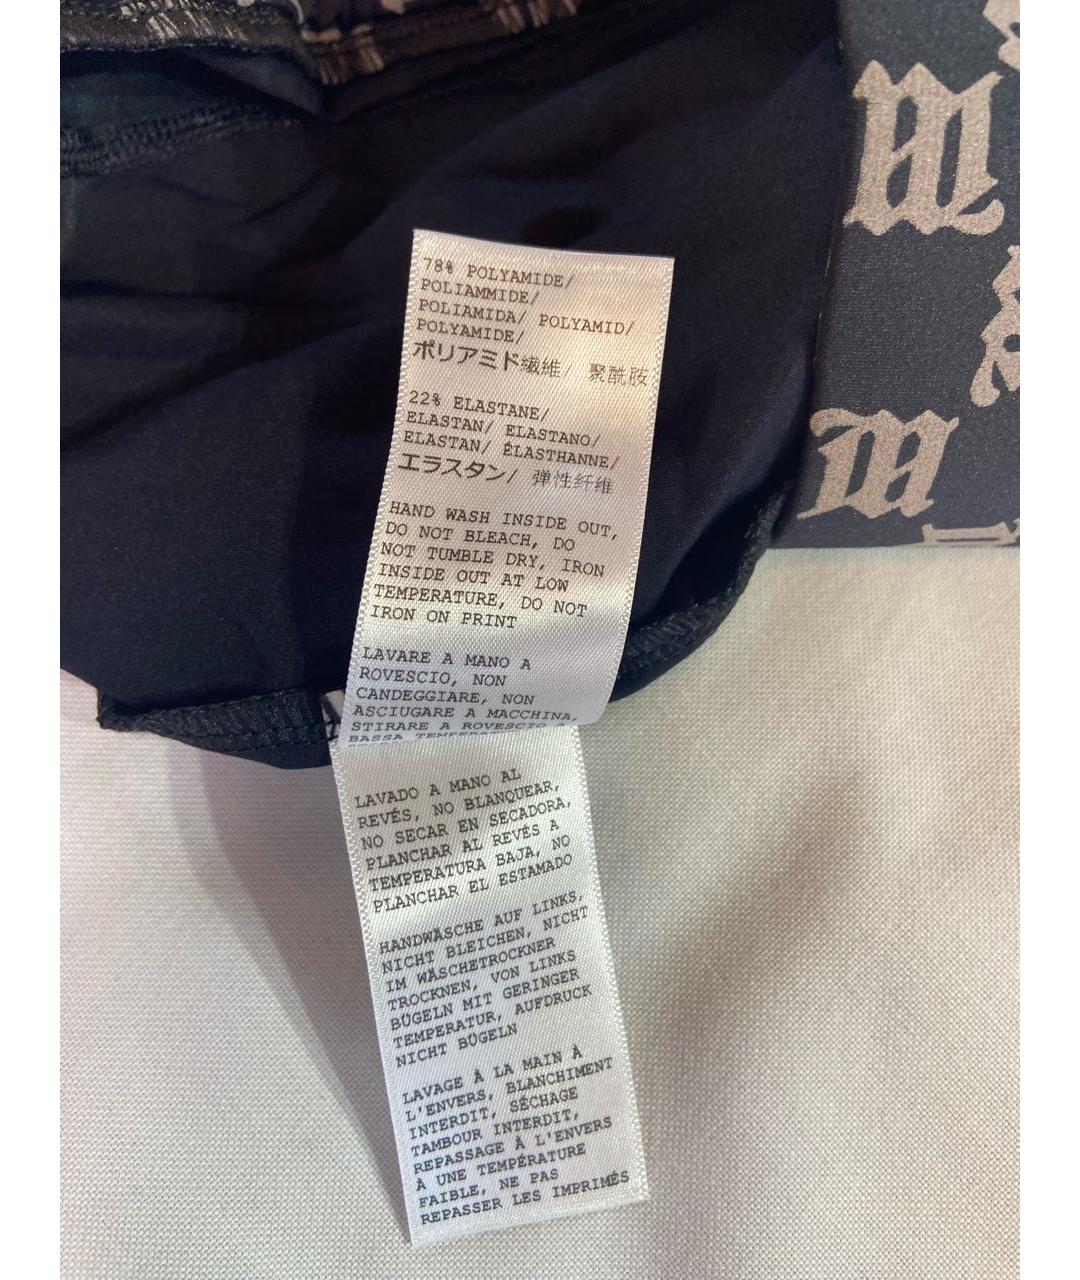 78% POLYAMIDE/
POLIAMMIDE/
POLIAMIDA/ POLYAMID/
POLYAMIDE/
ポリアミド繊維/ 聚酰胺
22% ELASTANE/
ELASTAN/ ELASTANO/
ELASTAN/ ÉLASTHANNE/
エラスタン/ 弹性纤维
HAND WASH INSIDE OUT,
DO NOT BLEACH, DO
NOT TUMBLE DRY, IRON
INSIDE OUT AT LOW
TEMPERATURE, DO NOT
IRON ON PRINT
LAVARE A MANO A
ROVESCIO, NON
CANDEGGIARE, NON
ASCIUGARE A MACCHINA,
STIRARE A ROVESCIO A
BASSA
LAVADO A MANO AL
REVÉS, NO BLANQUEAR,
NO SECAR EN SECADORA,
PLANCHAR AL REVÉS A
TEMPERATURA BAJA, NO
PLANCHAR EL ESTAMADO
HANDWÄSCHE AUF LINKS,
NICHT BLEICHEN, NICHT
IM WÄSCHETROCKNER
TROCKNEN, VON LINKS
BÜGELN MIT GERINGER
TEMPERATUR, AUFDRUCK
NICHT BÜGELN
LAVAGE À LA MAIN À
L'ENVERS, BLANCHIMENT
INTERDIT, SÉCHAGE
TAMBOUR INTERDIT,
REPASSAGE À L'ENVERS
À UNE TEMPÉRATURE
FAIBLE, NE PAS
REPASSER LES IMPRIMÉS